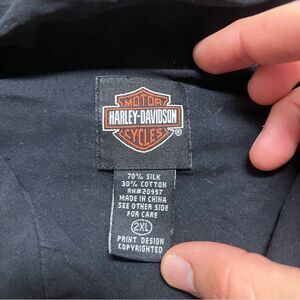 MOTOR
HARLEY-DAVIDSON
CYCLES
®
70% SILK
30% COTTON
RN#20957
MADE IN CHINA
SEE OTHER SIDE
FOR CARE
2XL
PRINT DESIGN
COPYRIGHTED